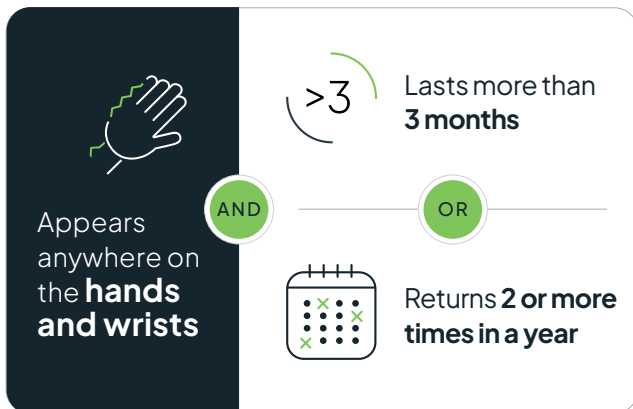 Appears
anywhere on
the hands
and wrists
AND
>3
Lasts more than
3 months
OR
Returns 2 or more
times in a year